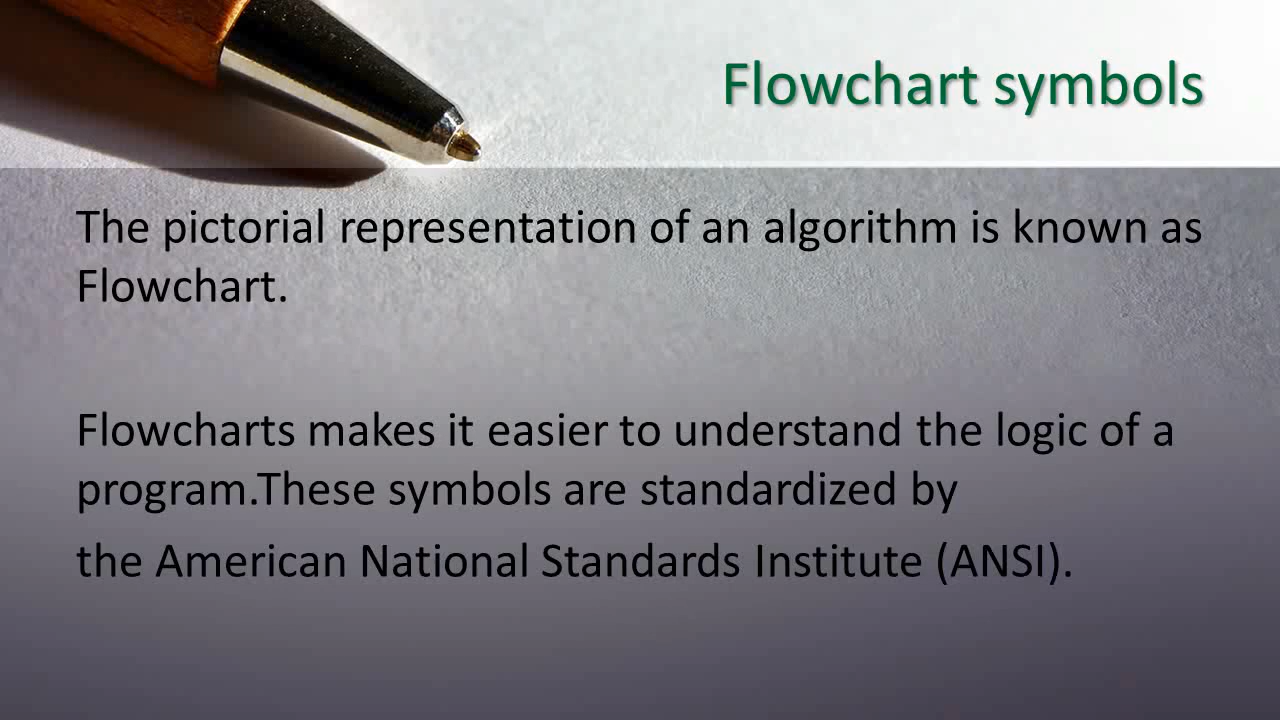 Flowchart symbols
The pictorial representation of an algorithm is known as
Flowchart.
Flowcharts makes it easier to understand the logic of a
program.These symbols are standardized by
the American National Standards Institute (ANSI).